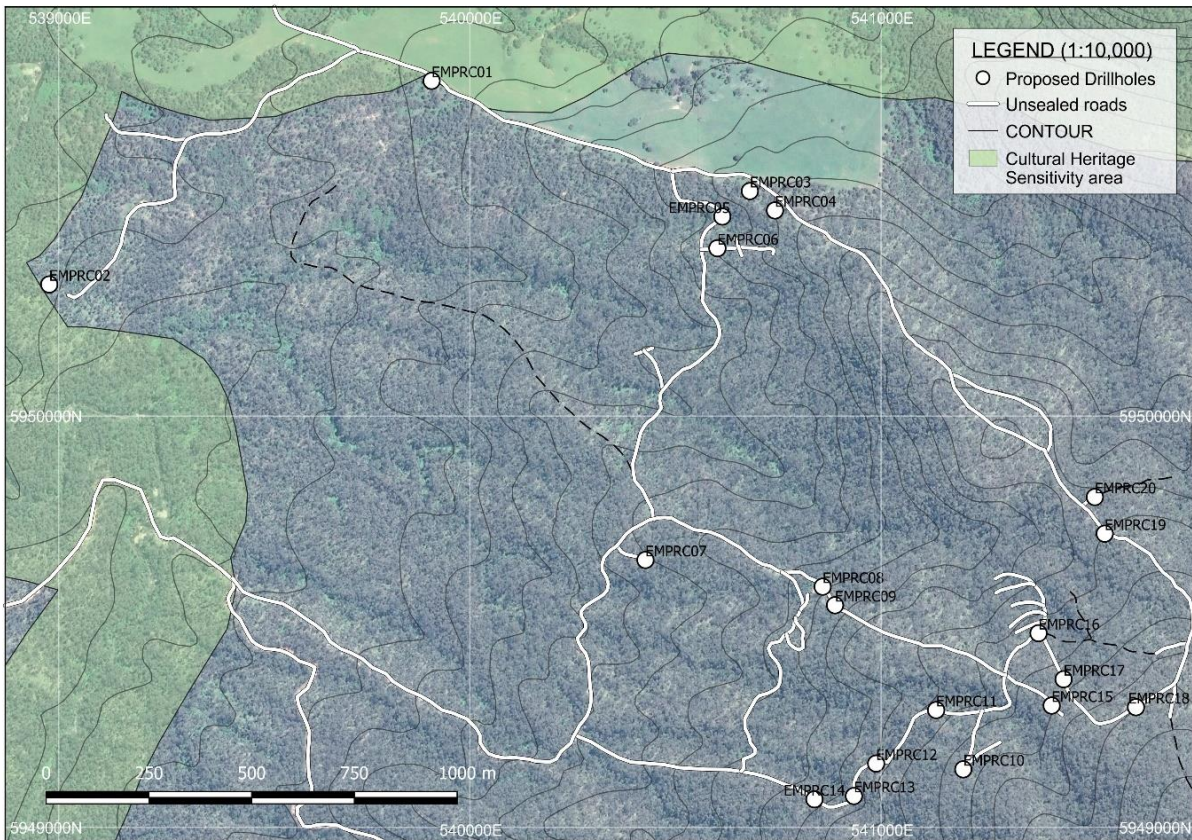 539000E
540000E
541000E
LEGEND (1:10,000)
Proposed Drillholes
Unsealed roads
CONTOUR
Cultural Heritage
Sensitivity area
EMPRC01
EMPRC03
EMPRC04
EMPRC05
EMPRC06
EMPRC02
5950000N
5950000N
EMPRC20
EMPRC19
EMPRC07
EMPRC08
EMPRC09
EMPRC16
EMPRC17
EMPRC15
EMPRC18
EMPRC11
EMPRC12
EMPRC10
EMPRC14
EMPRC13
0 250 500 750 1000 m
5949000N
540000E
541000E